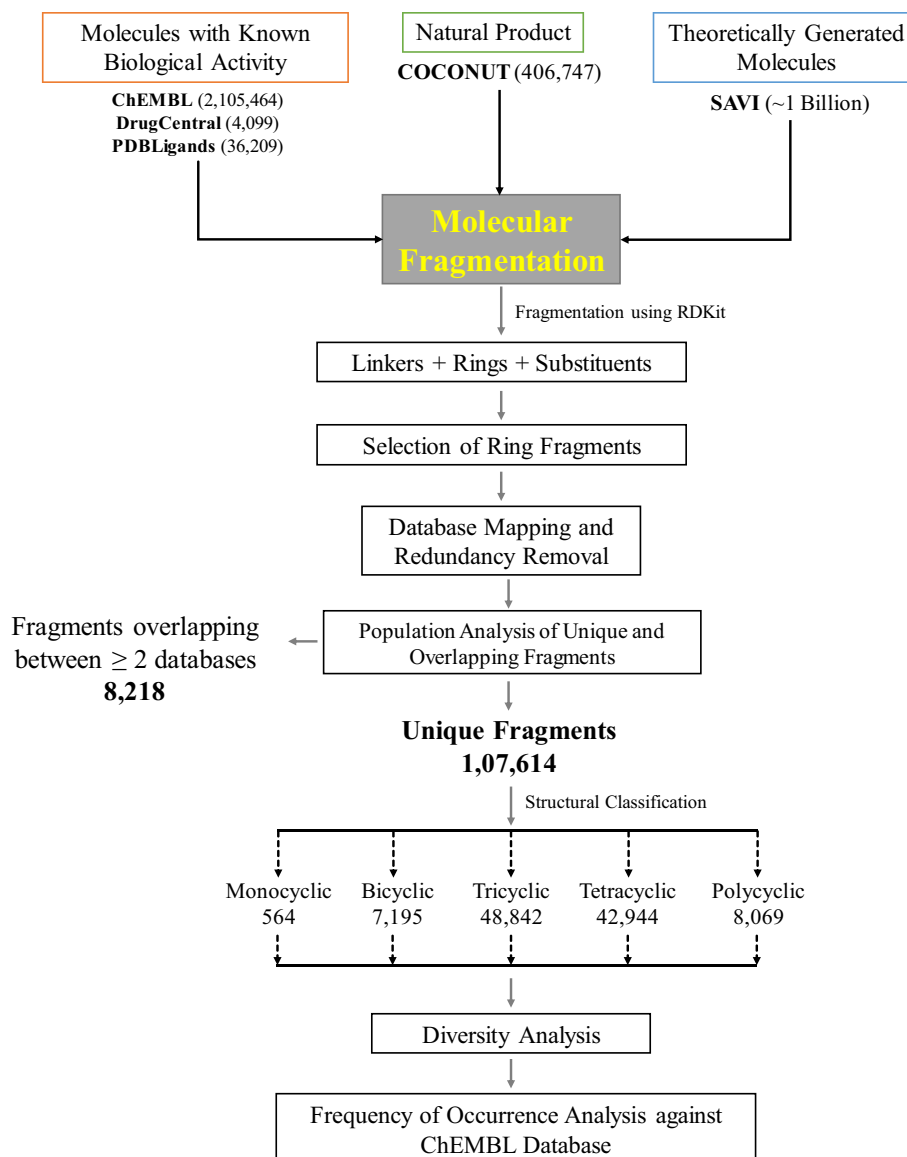 Molecules with Known
Biological Activity
ChEMBL (2,105,464)
DrugCentral (4,099)
PDBLigands (36,209)
Natural Product
COCONUT (406,747)
Theoretically Generated
Molecules
SAVI (~1 Billion)
Molecular
Fragmentation
Fragmentation using RDKit
Linkers + Rings + Substituents
Selection of Ring Fragments
Database Mapping and
Redundancy Removal
Population Analysis of Unique and
Overlapping Fragments
Fragments overlapping
between ≥ 2 databases
8,218
Unique Fragments
1,07,614
Structural Classification
Monocyclic
564
Bicyclic
7,195
Tricyclic
48,842
Tetracyclic
42,944
Polycyclic
8,069
Diversity Analysis
Frequency of Occurrence Analysis against
ChEMBL Database